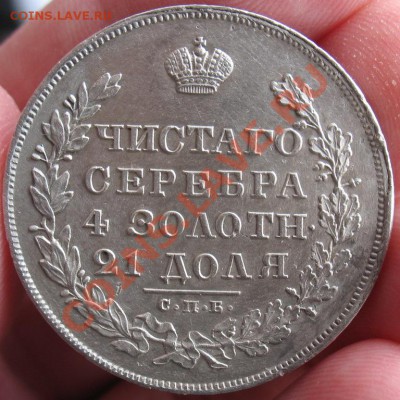 COINS.LAVE.RU
ЧИСТАГО
СЕРЕБРА
4 ЗОЛОТН.
21 ДОЛЯ
С.П.Б.
COINS.LAVE.RU